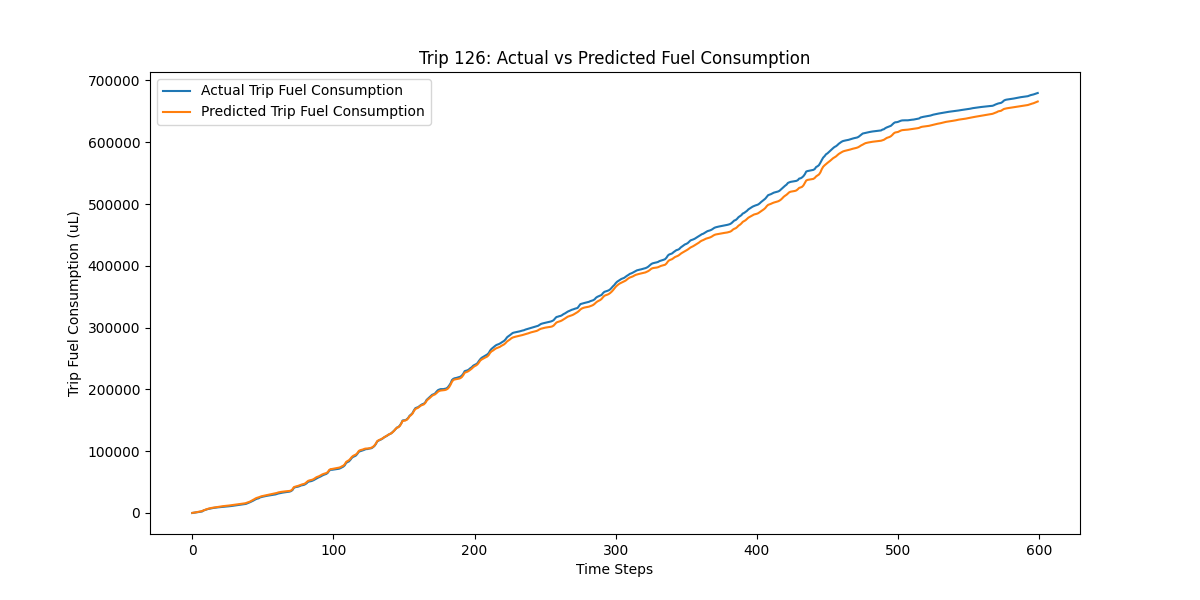 Trip 126: Actual vs Predicted Fuel Consumption
Actual Trip Fuel Consumption
Predicted Trip Fuel Consumption
Trip Fuel Consumption (uL)
700000
600000
500000
400000
300000
200000
100000
0
0 100 200 300 400 500 600
Time Steps